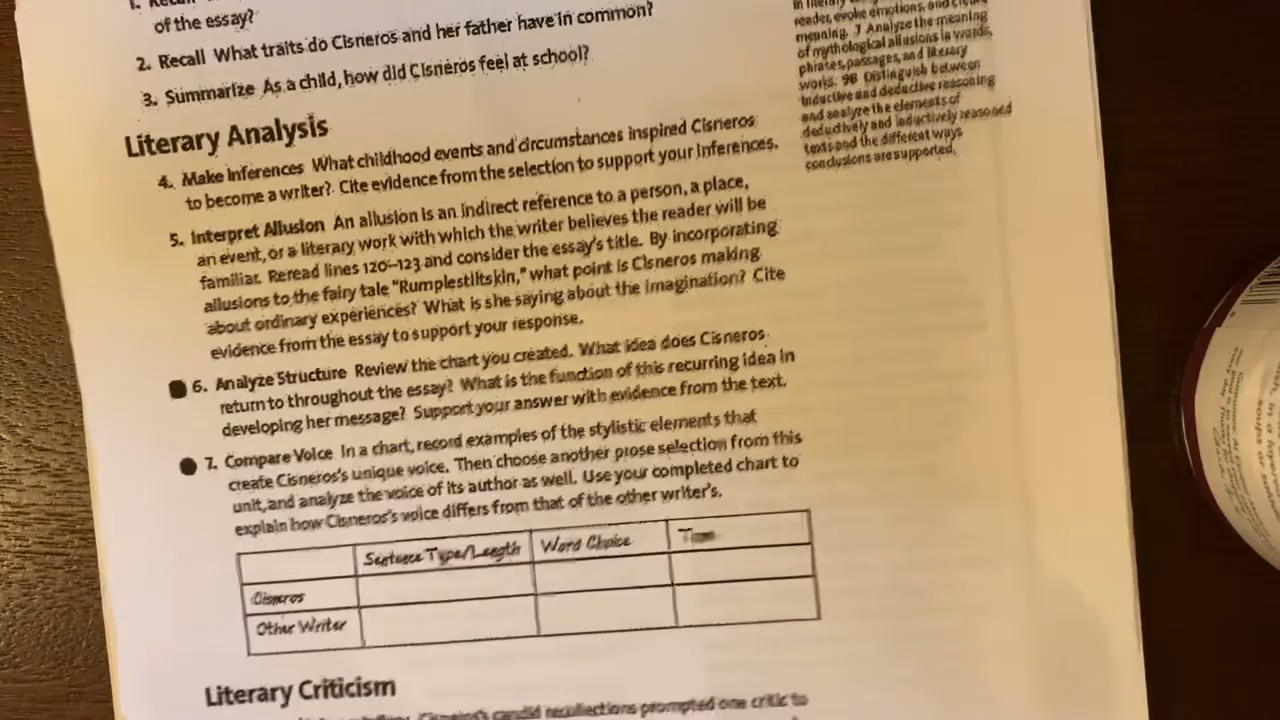 of the essay?
2. Recall What traits do Cisneros and her father have in common?
3. Summarize As a child, how did Cisneros feel at school?
Literary Analysis
4. Make Inferences What childhood events and circumstances inspired Cisneros
to become a writer? Cite evidence from the selection to support your inferences.
5. Interpret Allusion An allusion is an indirect reference to a person, a place,
an event, or a literary work with which the writer believes the reader will be
familiar. Reread lines 120–123 and consider the essay's title. By incorporating
allusions to the fairy tale "Rumplestiltskin," what point is Cisneros making
about ordinary experiences? What is she saying about the imagination? Cite
evidence from the essay to support your response.
6. Analyze Structure Review the chart you created. What idea does Cisneros
return to throughout the essay? What is the function of this recurring idea in
developing her message? Support your answer with evidence from the text.
7. Compare Voice In a chart, record examples of the stylistic elements that
create Cisneros's unique voice. Then choose another prose selection from this
unit, and analyze the voice of its author as well. Use your completed chart to
explain how Cisneros's voice differs from that of the other writer's.
Sentence Type/Length Word Choice
Cisneros
Other Writer
Literary Criticism
Cisneros's candid recollections prompted one critic to
reader, evoke emotions, and
meaning. 7 Analyze the meaning
of mythological allusions in words,
phrases, passages, and literary
works. 9B Distinguish between
inductive and deductive reasoning
and analyze the elements of
deductively and inductively reasoned
texts and the different ways
conclusions are supported.